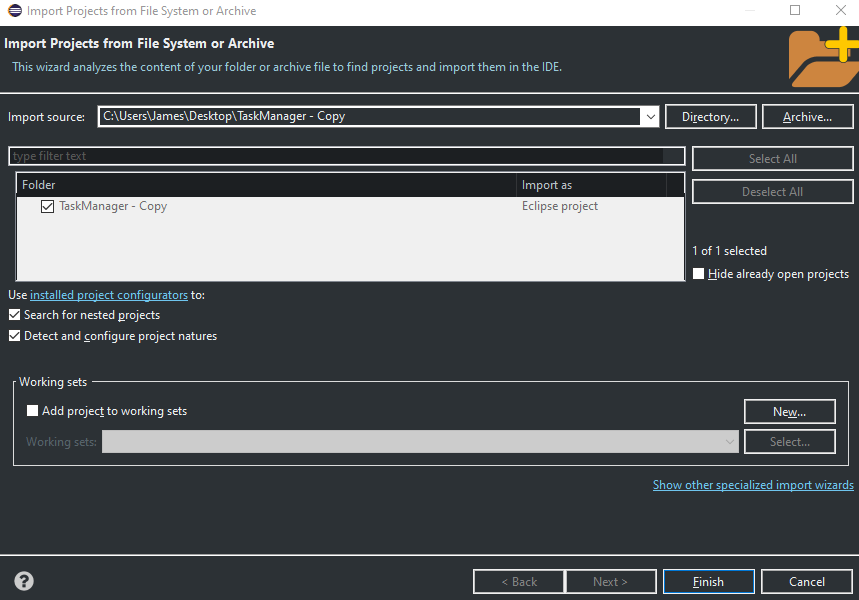 Import Projects from File System or Archive
Import Projects from File System or Archive
This wizard analyzes the content of your folder or archive file to find projects and import them in the IDE.
Import source: C:\Users\James\Desktop\TaskManager - Copy Directory... Archive...
type filter text Select All
Folder Import as Deselect All
TaskManager - Copy Eclipse project
1 of 1 selected
Hide already open projects
Use installed project configurators to:
Search for nested projects
Detect and configure project natures
Working sets
Add project to working sets New...
Working sets: Select...
Show other specialized import wizards
? < Back Next > Finish Cancel